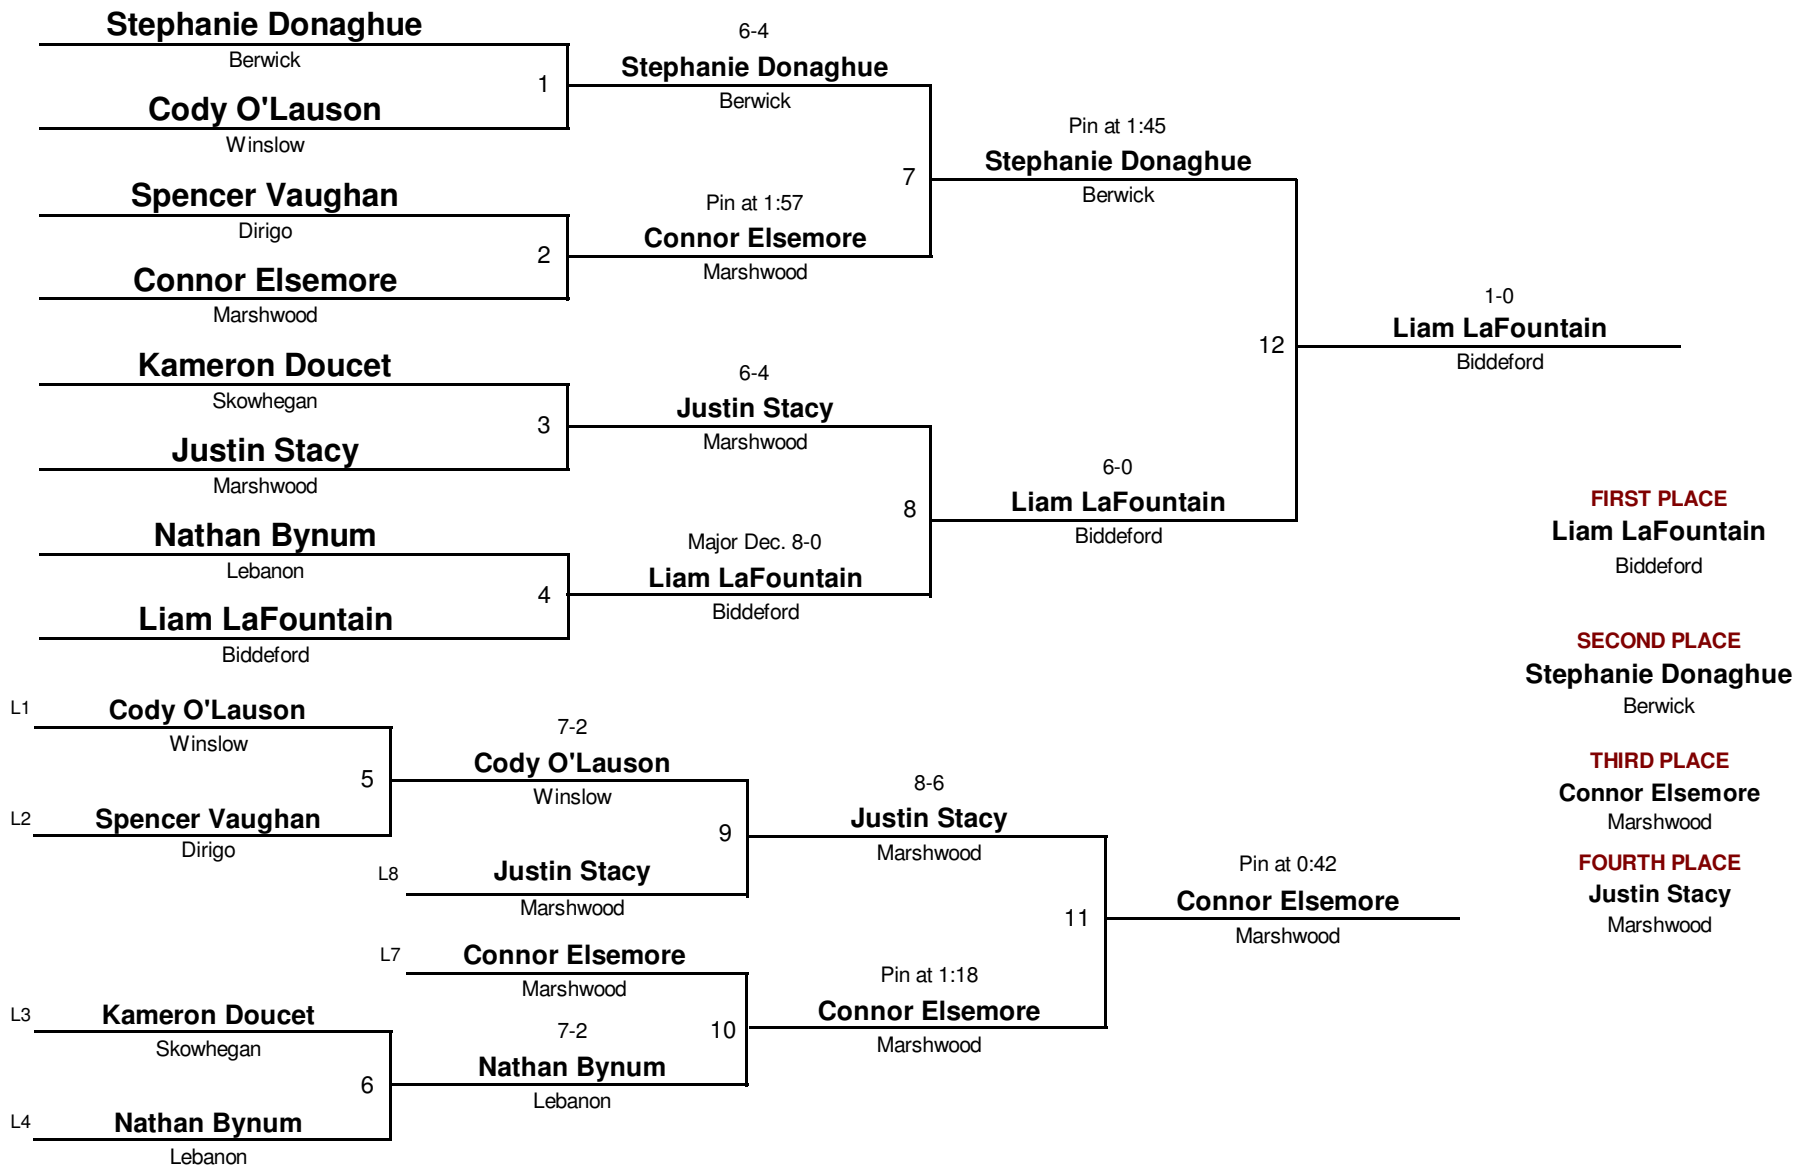 Stephanie Donaghue
Berwick
1
Cody O'Lauson
Winslow
6-4
Stephanie Donaghue
Berwick
Spencer Vaughan
Dirigo
2
Connor Elsemore
Marshwood
Pin at 1:57
Connor Elsemore
Marshwood
7
Pin at 1:45
Stephanie Donaghue
Berwick
Kameron Doucet
Skowhegan
3
Justin Stacy
Marshwood
6-4
Justin Stacy
Marshwood
Nathan Bynum
Lebanon
4
Liam LaFountain
Biddeford
Major Dec. 8-0
Liam LaFountain
Biddeford
8
6-0
Liam LaFountain
Biddeford
12
1-0
Liam LaFountain
Biddeford
L1
Cody O'Lauson
Winslow
5
L2
Spencer Vaughan
Dirigo
7-2
Cody O'Lauson
Winslow
9
L8
Justin Stacy
Marshwood
8-6
Justin Stacy
Marshwood
L7
Connor Elsemore
Marshwood
10
L3
Kameron Doucet
Skowhegan
6
L4
Nathan Bynum
Lebanon
7-2
Nathan Bynum
Lebanon
Pin at 1:18
Connor Elsemore
Marshwood
11
Pin at 0:42
Connor Elsemore
Marshwood
FIRST PLACE
Liam LaFountain
Biddeford
SECOND PLACE
Stephanie Donaghue
Berwick
THIRD PLACE
Connor Elsemore
Marshwood
FOURTH PLACE
Justin Stacy
Marshwood